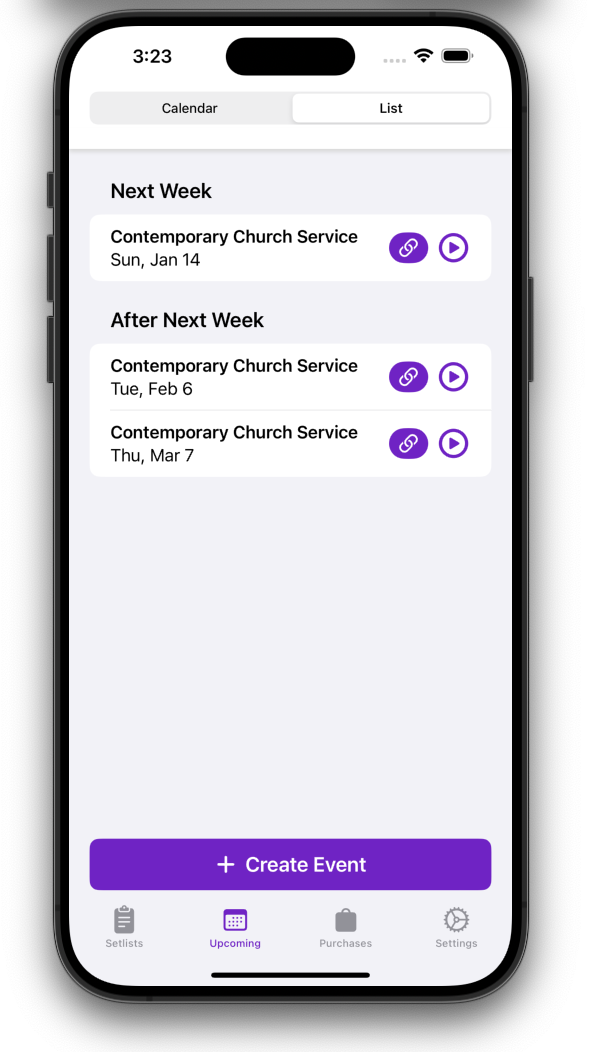 3:23
Calendar
List
Next Week
Contemporary Church Service
Sun, Jan 14
After Next Week
Contemporary Church Service
Tue, Feb 6
Contemporary Church Service
Thu, Mar 7
+ Create Event
Setlists
Upcoming
Purchases
Settings